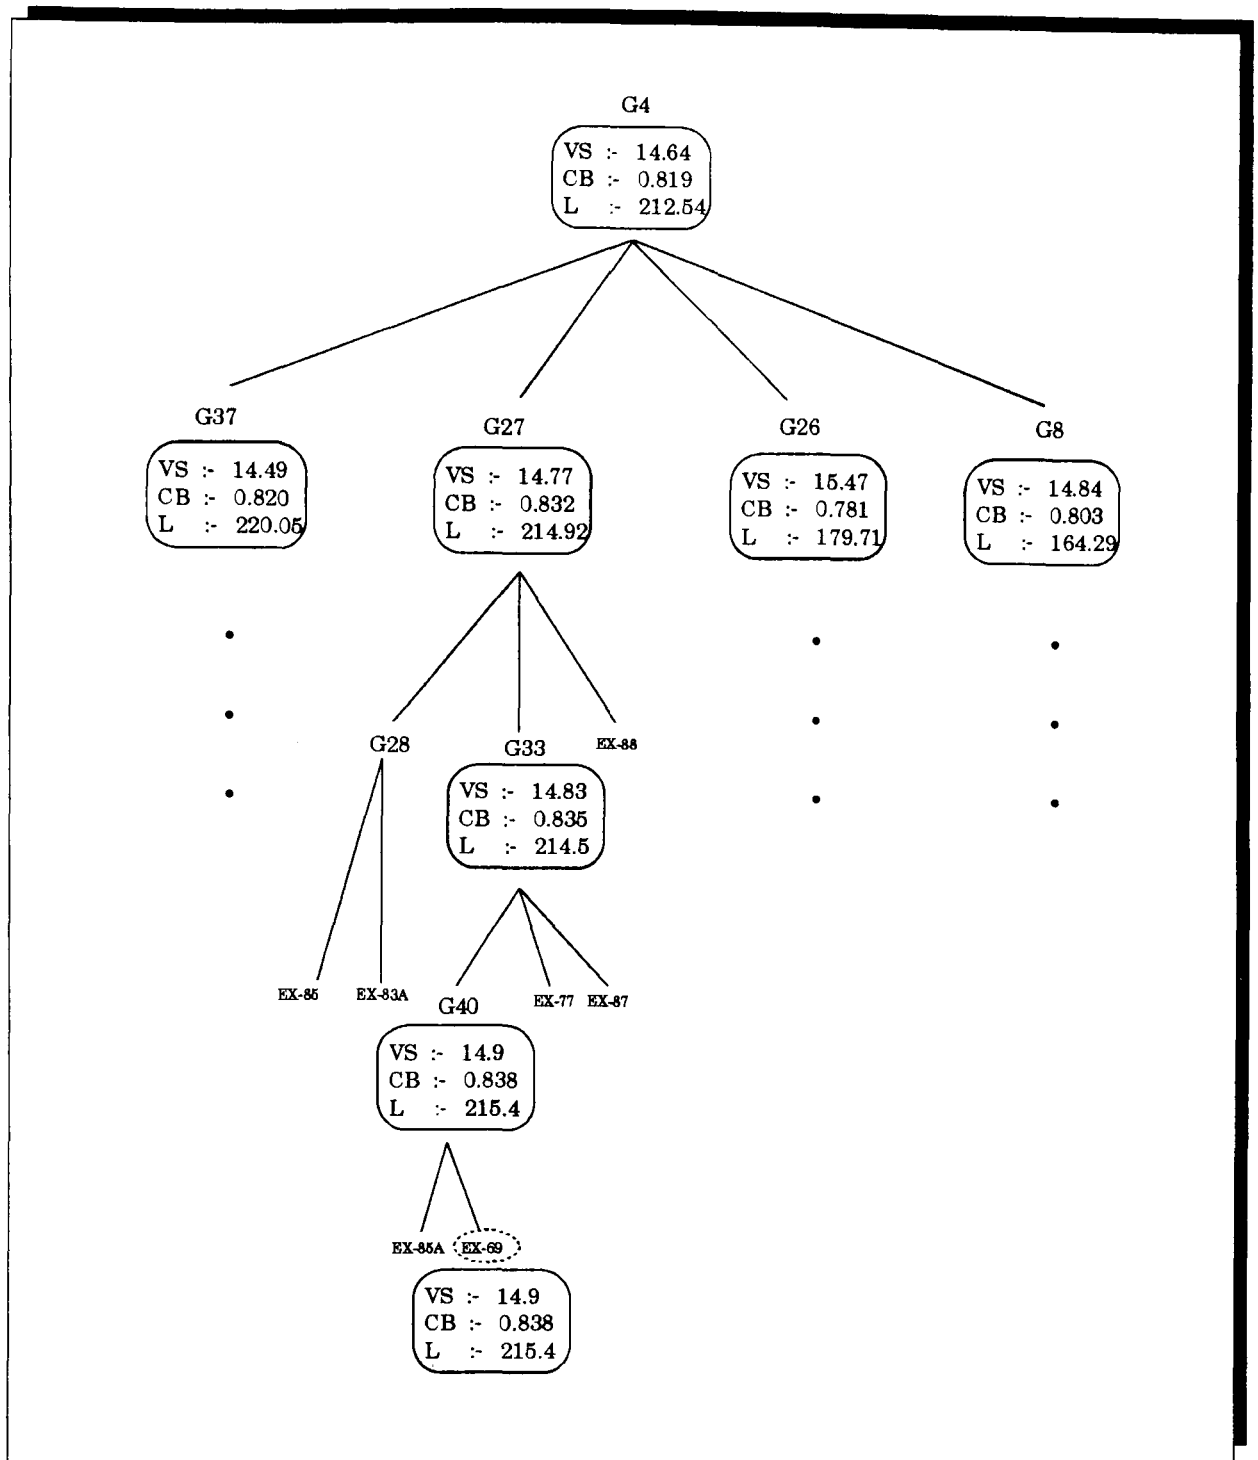 G4
VS :- 14.64
CB :- 0.819
L :- 212.54
G37
VS :- 14.49
CB :- 0.820
L :- 220.05
G27
VS :- 14.77
CB :- 0.832
L :- 214.92
G26
VS :- 15.47
CB :- 0.781
L :- 179.71
G8
VS :- 14.84
CB :- 0.803
L :- 164.29
G28
G33
EX-88
VS :- 14.83
CB :- 0.835
L :- 214.5
EX-85
EX-83A
G40
EX-77
EX-87
VS :- 14.9
CB :- 0.838
L :- 215.4
EX-85A
EX-69
VS :- 14.9
CB :- 0.838
L :- 215.4